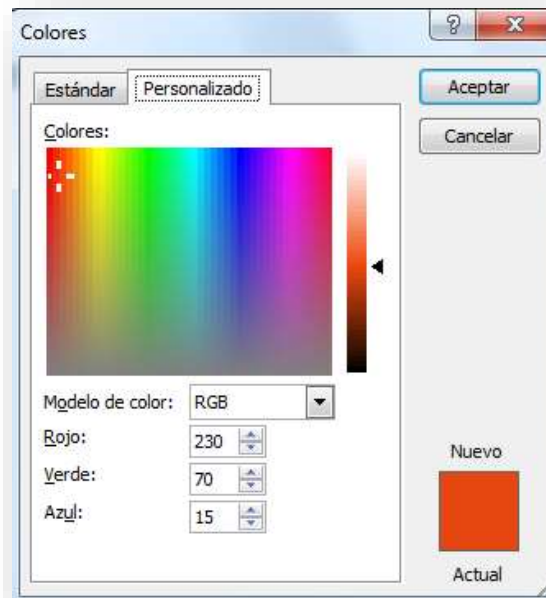 Colores
Estándar
Personalizado
Aceptar
Cancelar
Colores:
Modelo de color: RGB
Rojo: 230
Verde: 70
Azul: 15
Nuevo
Actual